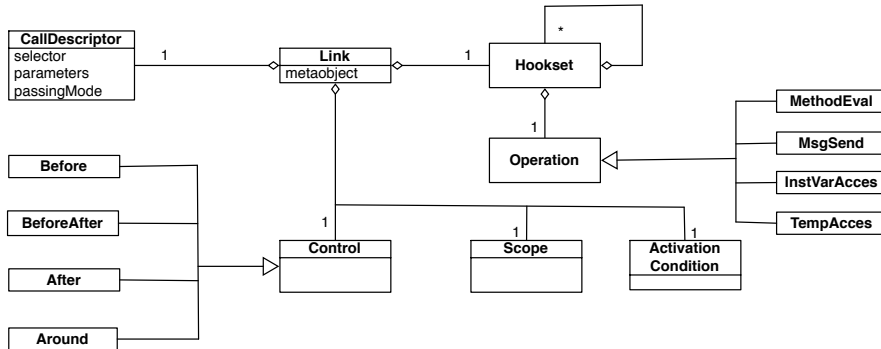 CallDescriptor
selector
parameters
passingMode
1
Link
metaobject
1
*
Hookset
1
Operation
MethodEval
MsgSend
InstVarAcces
TempAcces
Before
BeforeAfter
After
Around
1
Control
1
Scope
1
Activation
Condition